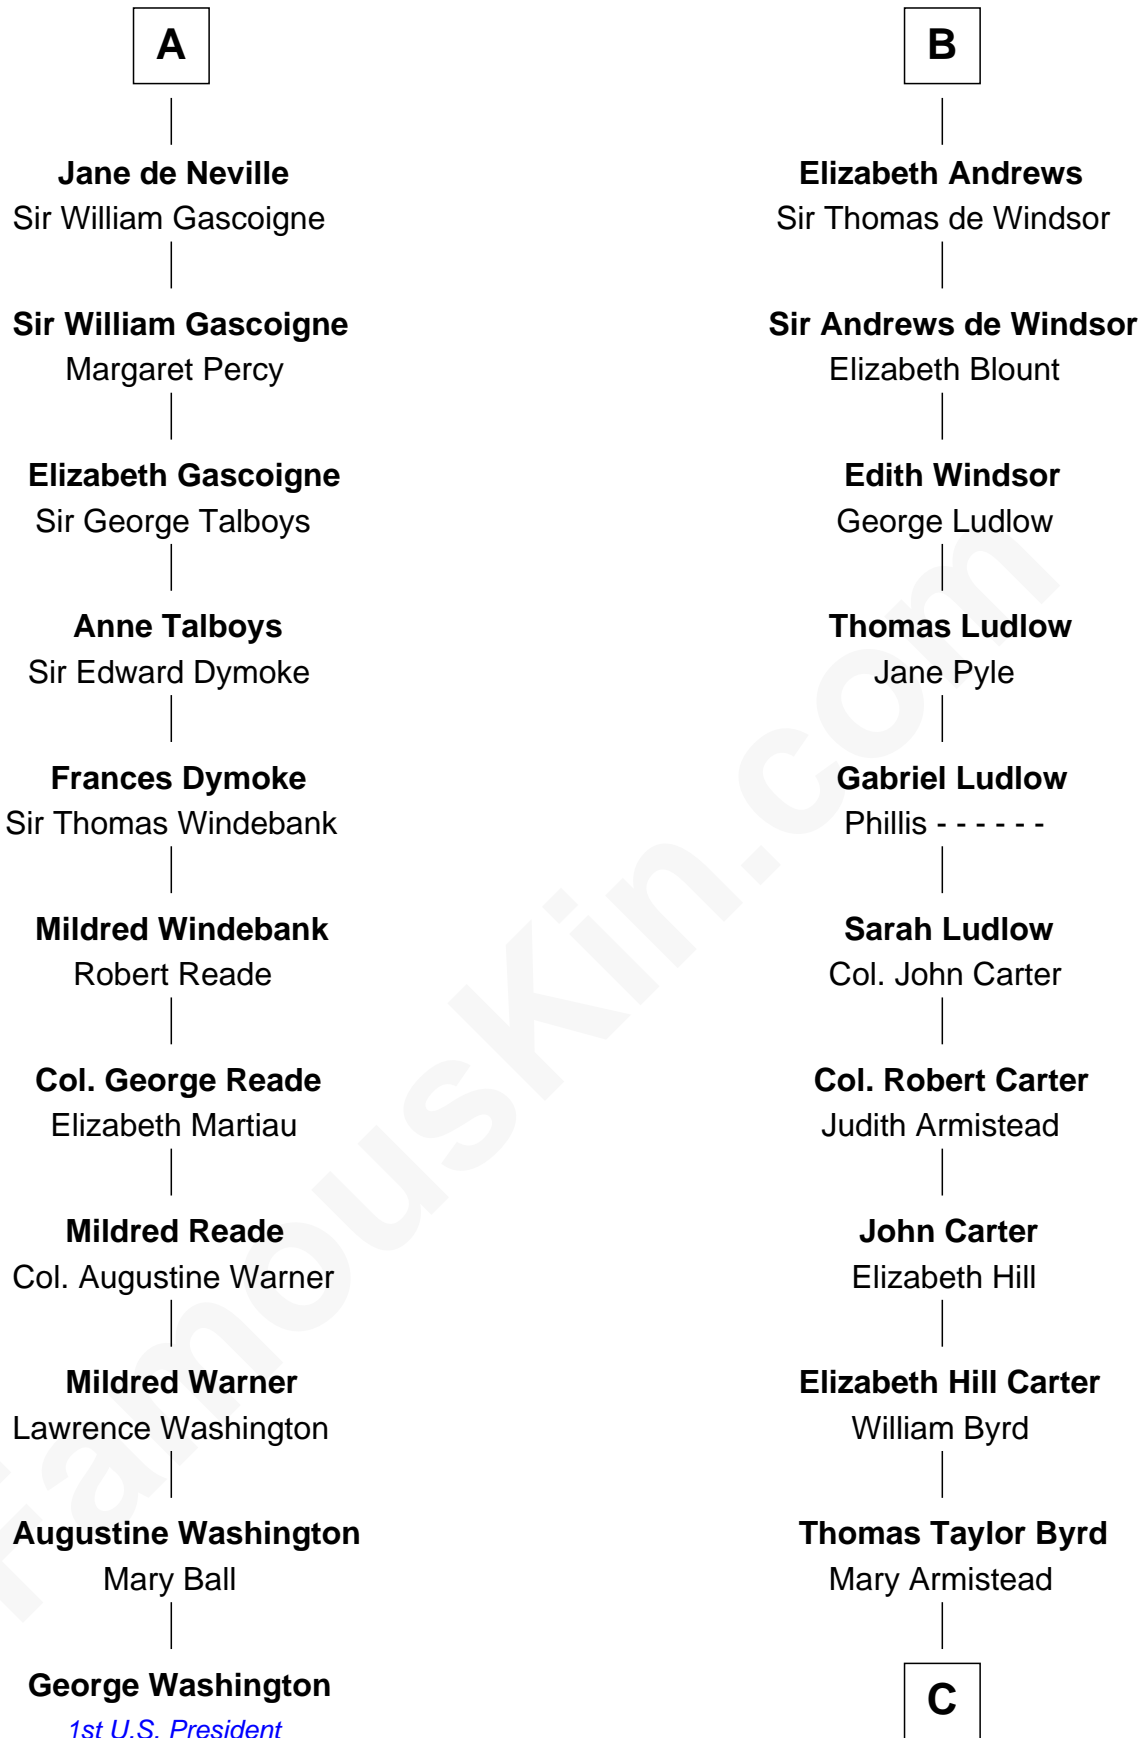 A
Jane de Neville
Sir William Gascoigne
Sir William Gascoigne
Margaret Percy
Elizabeth Gascoigne
Sir George Talboys
Anne Talboys
Sir Edward Dymoke
Frances Dymoke
Sir Thomas Windebank
Mildred Windebank
Robert Reade
Col. George Reade
Elizabeth Martiau
Mildred Reade
Col. Augustine Warner
Mildred Warner
Lawrence Washington
Augustine Washington
Mary Ball
George Washington
1st U.S. President
B
Elizabeth Andrews
Sir Thomas de Windsor
Sir Andrews de Windsor
Elizabeth Blount
Edith Windsor
George Ludlow
Thomas Ludlow
Jane Pyle
Gabriel Ludlow
Phillis - - - - - -
Sarah Ludlow
Col. John Carter
Col. Robert Carter
Judith Armistead
John Carter
Elizabeth Hill
Elizabeth Hill Carter
William Byrd
Thomas Taylor Byrd
Mary Armistead
C
FamousKin.com